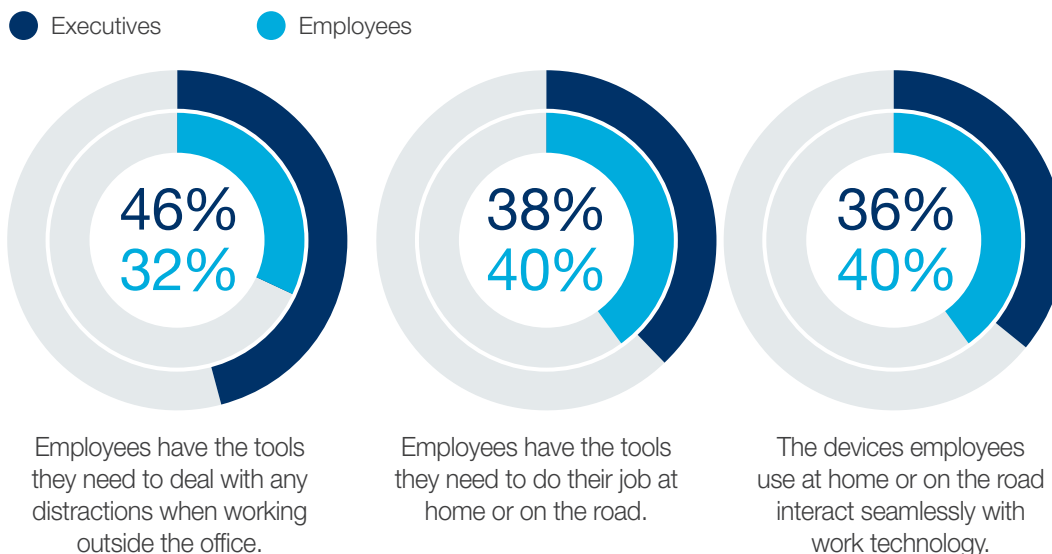 Executives
Employees
46%
32%
38%
40%
36%
40%
Employees have the tools
they need to deal with any
distractions when working
outside the office.
Employees have the tools
they need to do their job at
home or on the road.
The devices employees
use at home or on the road
interact seamlessly with
work technology.